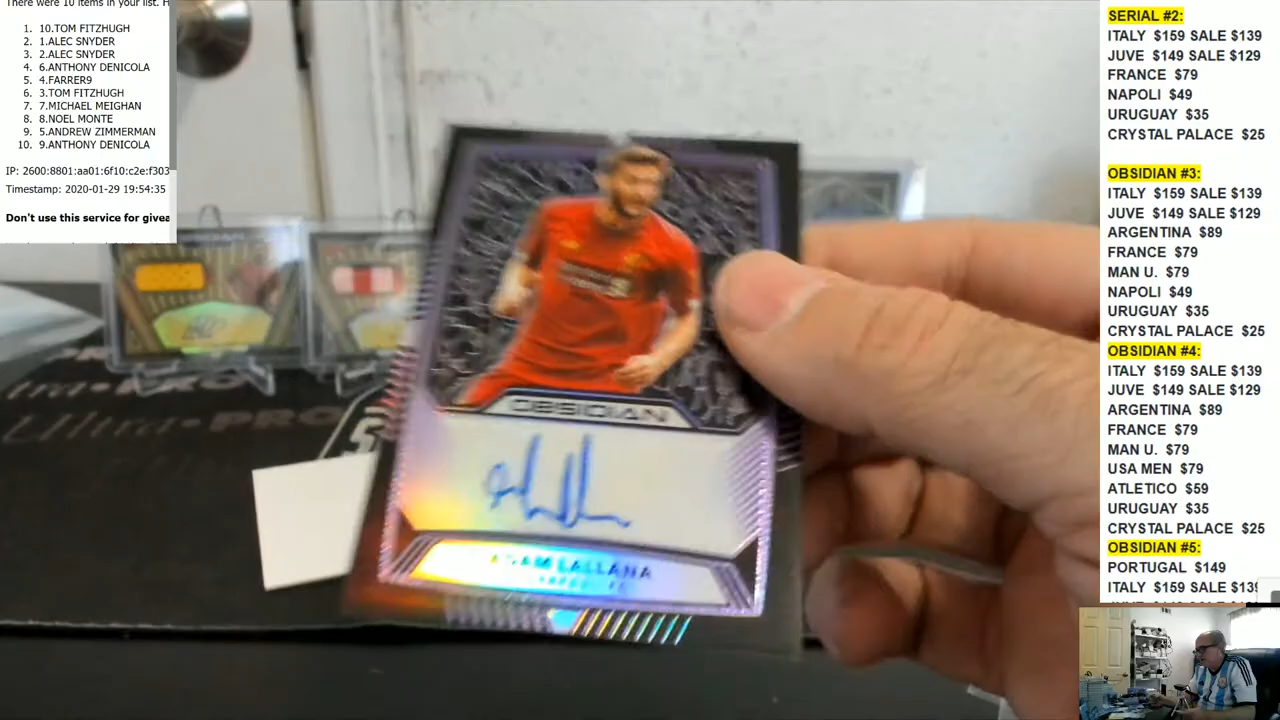 There were 10 items in your list. H
1. 10.TOM FITZHUGH
2. 1.ALEC SNYDER
3. 2.ALEC SNYDER
4. 6.ANTHONY DENICOLA
5. 4.FARRER9
6. 3.TOM FITZHUGH
7. 7.MICHAEL MEIGHAN
8. 8.NOEL MONTE
9. 5.ANDREW ZIMMERMAN
10. 9.ANTHONY DENICOLA
IP: 2600:8801:aa01:6f10:c2e:f303
Timestamp: 2020-01-29 19:54:35
Don't use this service for givea
OBSIDIAN
ADAM LALLANA
PRO
Ultra PRO
SERIAL #2:
ITALY $159 SALE $139
JUVE $149 SALE $129
FRANCE $79
NAPOLI $49
URUGUAY $35
CRYSTAL PALACE $25
OBSIDIAN #3:
ITALY $159 SALE $139
JUVE $149 SALE $129
ARGENTINA $89
FRANCE $79
MAN U. $79
NAPOLI $49
URUGUAY $35
CRYSTAL PALACE $25
OBSIDIAN #4:
ITALY $159 SALE $139
JUVE $149 SALE $129
ARGENTINA $89
FRANCE $79
MAN U. $79
USA MEN $79
ATLETICO $59
URUGUAY $35
CRYSTAL PALACE $25
OBSIDIAN #5:
PORTUGAL $149
ITALY $159 SALE $139